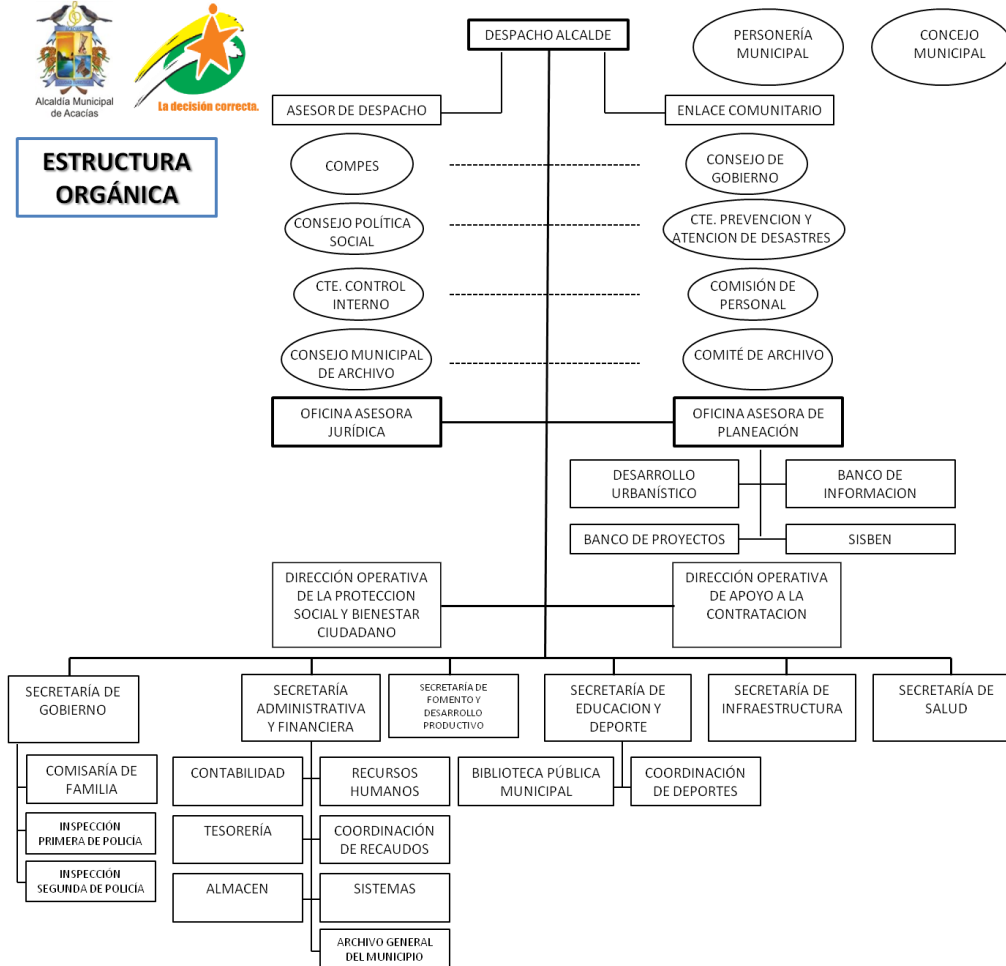 Alcaldía Municipal
de Acacías
La decisión correcta.
ESTRUCTURA
ORGÁNICA
DESPACHO ALCALDE
PERSONERÍA
MUNICIPAL
CONCEJO
MUNICIPAL
ASESOR DE DESPACHO
ENLACE COMUNITARIO
COMPES
CONSEJO DE
GOBIERNO
CONSEJO POLÍTICA
SOCIAL
CTE. PREVENCION Y
ATENCION DE DESASTRES
CTE. CONTROL
INTERNO
COMISIÓN DE
PERSONAL
CONSEJO MUNICIPAL
DE ARCHIVO
COMITÉ DE ARCHIVO
OFICINA ASESORA
JURÍDICA
OFICINA ASESORA DE
PLANEACIÓN
DESARROLLO
URBANÍSTICO
BANCO DE
INFORMACION
BANCO DE PROYECTOS
SISBEN
DIRECCIÓN OPERATIVA
DE LA PROTECCION
SOCIAL Y BIENESTAR
CIUDADANO
DIRECCIÓN OPERATIVA
DE APOYO A LA
CONTRATACION
SECRETARÍA DE
GOBIERNO
SECRETARÍA
ADMINISTRATIVA
Y FINANCIERA
SECRETARÍA DE
FOMENTO Y
DESARROLLO
PRODUCTIVO
SECRETARÍA DE
EDUCACION Y
DEPORTE
SECRETARÍA DE
INFRAESTRUCTURA
SECRETARÍA DE
SALUD
COMISARÍA DE
FAMILIA
INSPECCIÓN
PRIMERA DE POLICÍA
INSPECCIÓN
SEGUNDA DE POLICÍA
CONTABILIDAD
RECURSOS
HUMANOS
TESORERÍA
COORDINACIÓN
DE RECAUDOS
ALMACEN
SISTEMAS
ARCHIVO GENERAL
DEL MUNICIPIO
BIBLIOTECA PÚBLICA
MUNICIPAL
COORDINACIÓN
DE DEPORTES